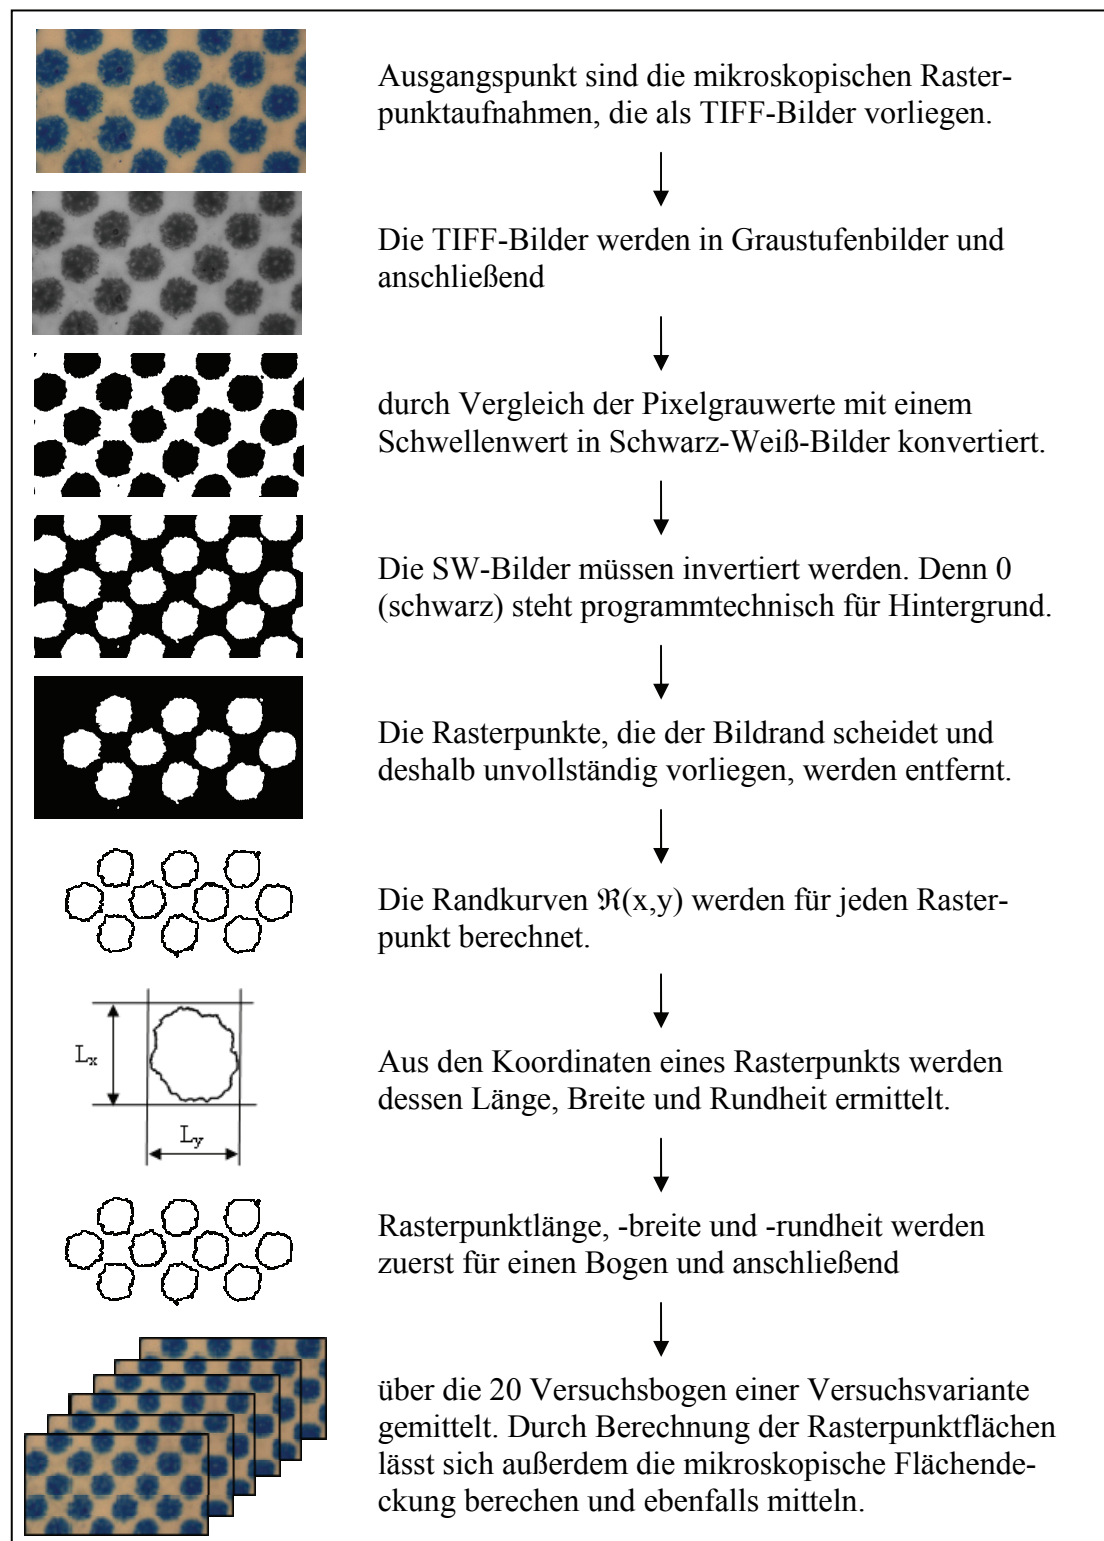 Ausgangspunkt sind die mikroskopischen Raster-
punktaufnahmen, die als TIFF-Bilder vorliegen.
Die TIFF-Bilder werden in Graustufenbilder und
anschließend
durch Vergleich der Pixelgrauwerte mit einem
Schwellenwert in Schwarz-Weiß-Bilder konvertiert.
Die SW-Bilder müssen invertiert werden. Denn 0
(schwarz) steht programmtechnisch für Hintergrund.
Die Rasterpunkte, die der Bildrand scheidet und
deshalb unvollständig vorliegen, werden entfernt.
Die Randkurven ℜ(x,y) werden für jeden Raster-
punkt berechnet.
Lx
Ly
Aus den Koordinaten eines Rasterpunkts werden
dessen Länge, Breite und Rundheit ermittelt.
Rasterpunktlänge, -breite und -rundheit werden
zuerst für einen Bogen und anschließend
über die 20 Versuchsbogen einer Versuchsvariante
gemittelt. Durch Berechnung der Rasterpunktflächen
lässt sich außerdem die mikroskopische Flächende-
ckung berechen und ebenfalls mitteln.